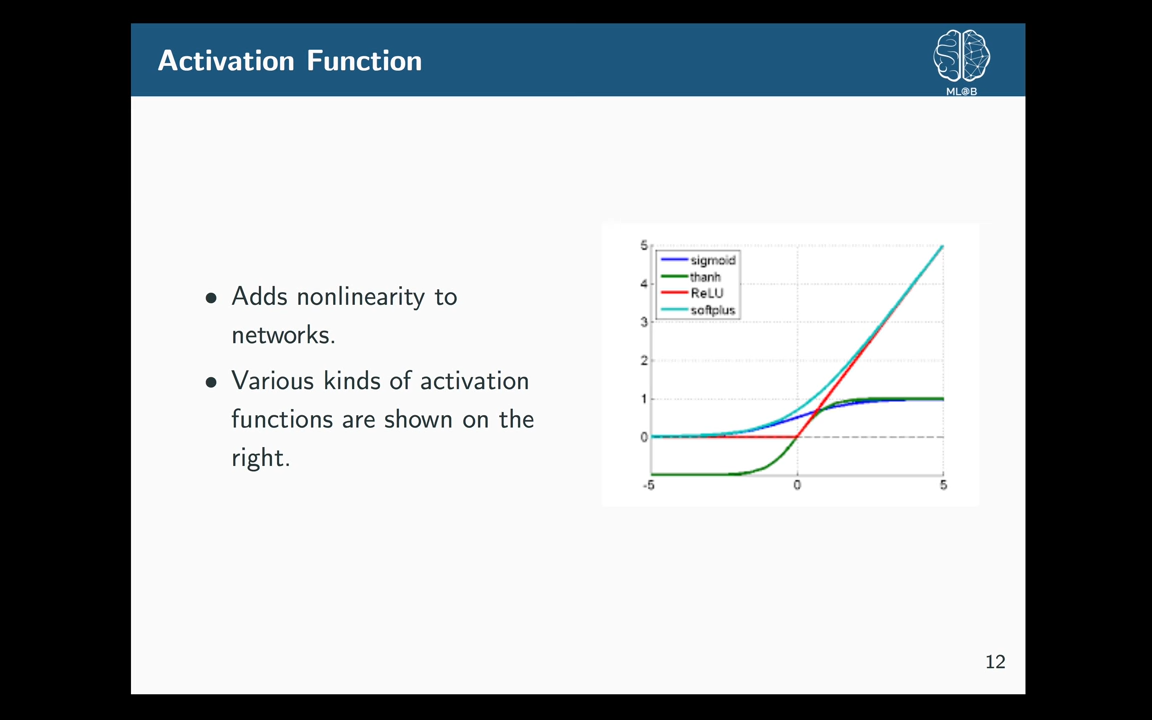 Activation Function
ML@B
• Adds nonlinearity to
networks.
• Various kinds of activation
functions are shown on the
right.
5
4
3
2
1
0
sigmoid
thanh
ReLU
softplus
-5
0
5
12